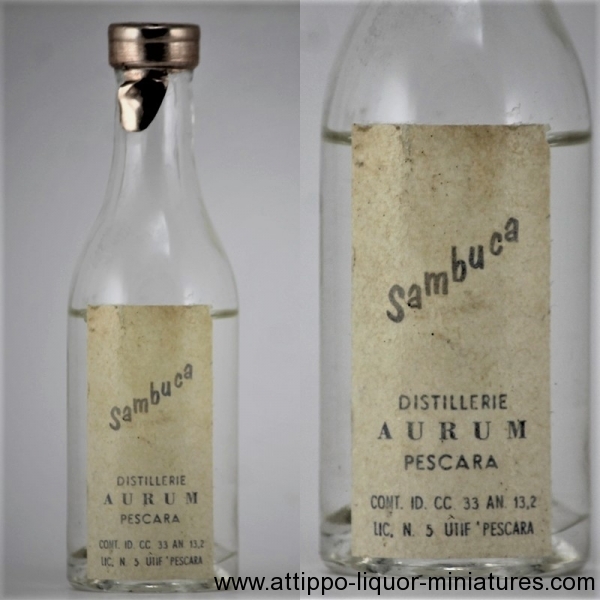 Sambuca
DISTILLERIE
AURUM
PESCARA
CONT. ID. CC 33 AN. 13,2
LIC. N. 5 UTIF PESCARA
Sambuca
DISTILLERIE
AURUM
PESCARA
CONT. ID. CC 33 AN. 13,2
LIC. N. 5 UTIF PESCARA
www.attippo-liquor-miniatures.com